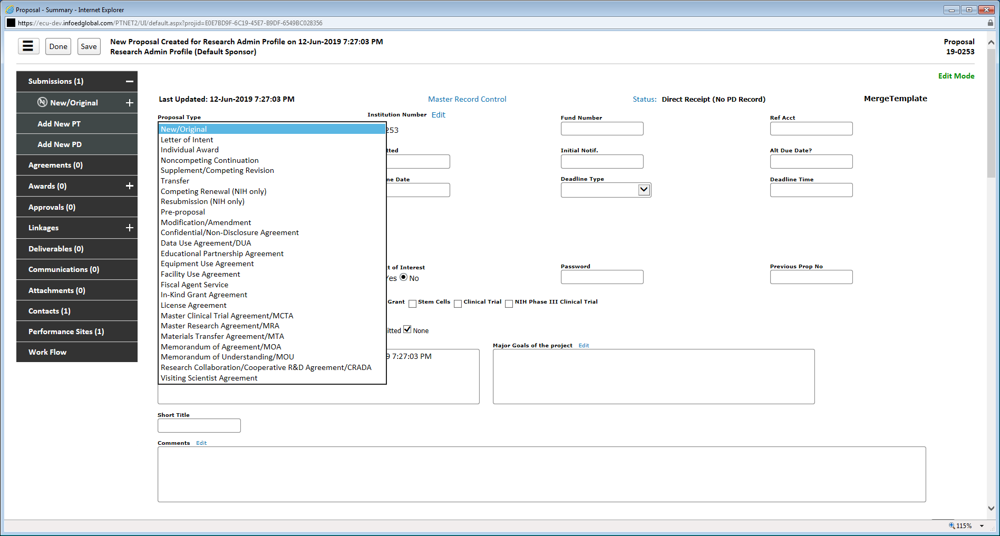 Proposal - Summary - Internet Explorer
https://ecu-dev.infoedglobal.com/PTNET2/UI/default.aspx?projid=E0E7BD9F-6C19-45E7-B9DF-6549BC028356
Done
Save
New Proposal Created for Research Admin Profile on 12-Jun-2019 7:27:03 PM
Research Admin Profile (Default Sponsor)
Proposal
19-0253
Edit Mode
Submissions (1)
New/Original
Add New PT
Add New PD
Agreements (0)
Awards (0)
Approvals (0)
Linkages
Deliverables (0)
Communications (0)
Attachments (0)
Contacts (1)
Performance Sites (1)
Work Flow
Last Updated: 12-Jun-2019 7:27:03 PM
Master Record Control
Status: Direct Receipt (No PD Record)
MergeTemplate
Proposal Type
Institution Number Edit
Fund Number
Ref Acct
253
New/Original
Letter of Intent
Individual Award
Noncompeting Continuation
Supplement/Competing Revision
Transfer
Competing Renewal (NIH only)
Resubmission (NIH only)
Pre-proposal
Modification/Amendment
Confidential/Non-Disclosure Agreement
Data Use Agreement/DUA
Educational Partnership Agreement
Equipment Use Agreement
Facility Use Agreement
Fiscal Agent Service
In-Kind Grant Agreement
License Agreement
Master Clinical Trial Agreement/MCTA
Master Research Agreement/MRA
Materials Transfer Agreement/MTA
Memorandum of Agreement/MOA
Memorandum of Understanding/MOU
Research Collaboration/Cooperative R&D Agreement/CRADA
Visiting Scientist Agreement
tted
Initial Notif.
Alt Due Date?
ne Date
Deadline Type
Deadline Time
t of Interest
Password
Previous Prop No
Yes No
Grant Stem Cells Clinical Trial NIH Phase III Clinical Trial
itted None
Major Goals of the project Edit
9 7:27:03 PM
Short Title
Comments Edit
115%